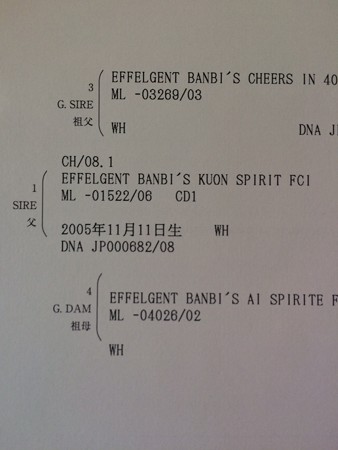 EFFELGENT BANBI´S CHEERS IN 40
3
G. SIRE
祖父
ML -03269/03
WH
DNA
CH/08.1
1
SIRE
父
EFFELGENT BANBI´S KUON SPIRIT FCI
ML -01522/06 CD1
2005年11月11日生 WH
DNA JP000682/08
4
G. DAM
祖母
EFFELGENT BANBI´S AI SPIRITE
ML -04026/02
WH